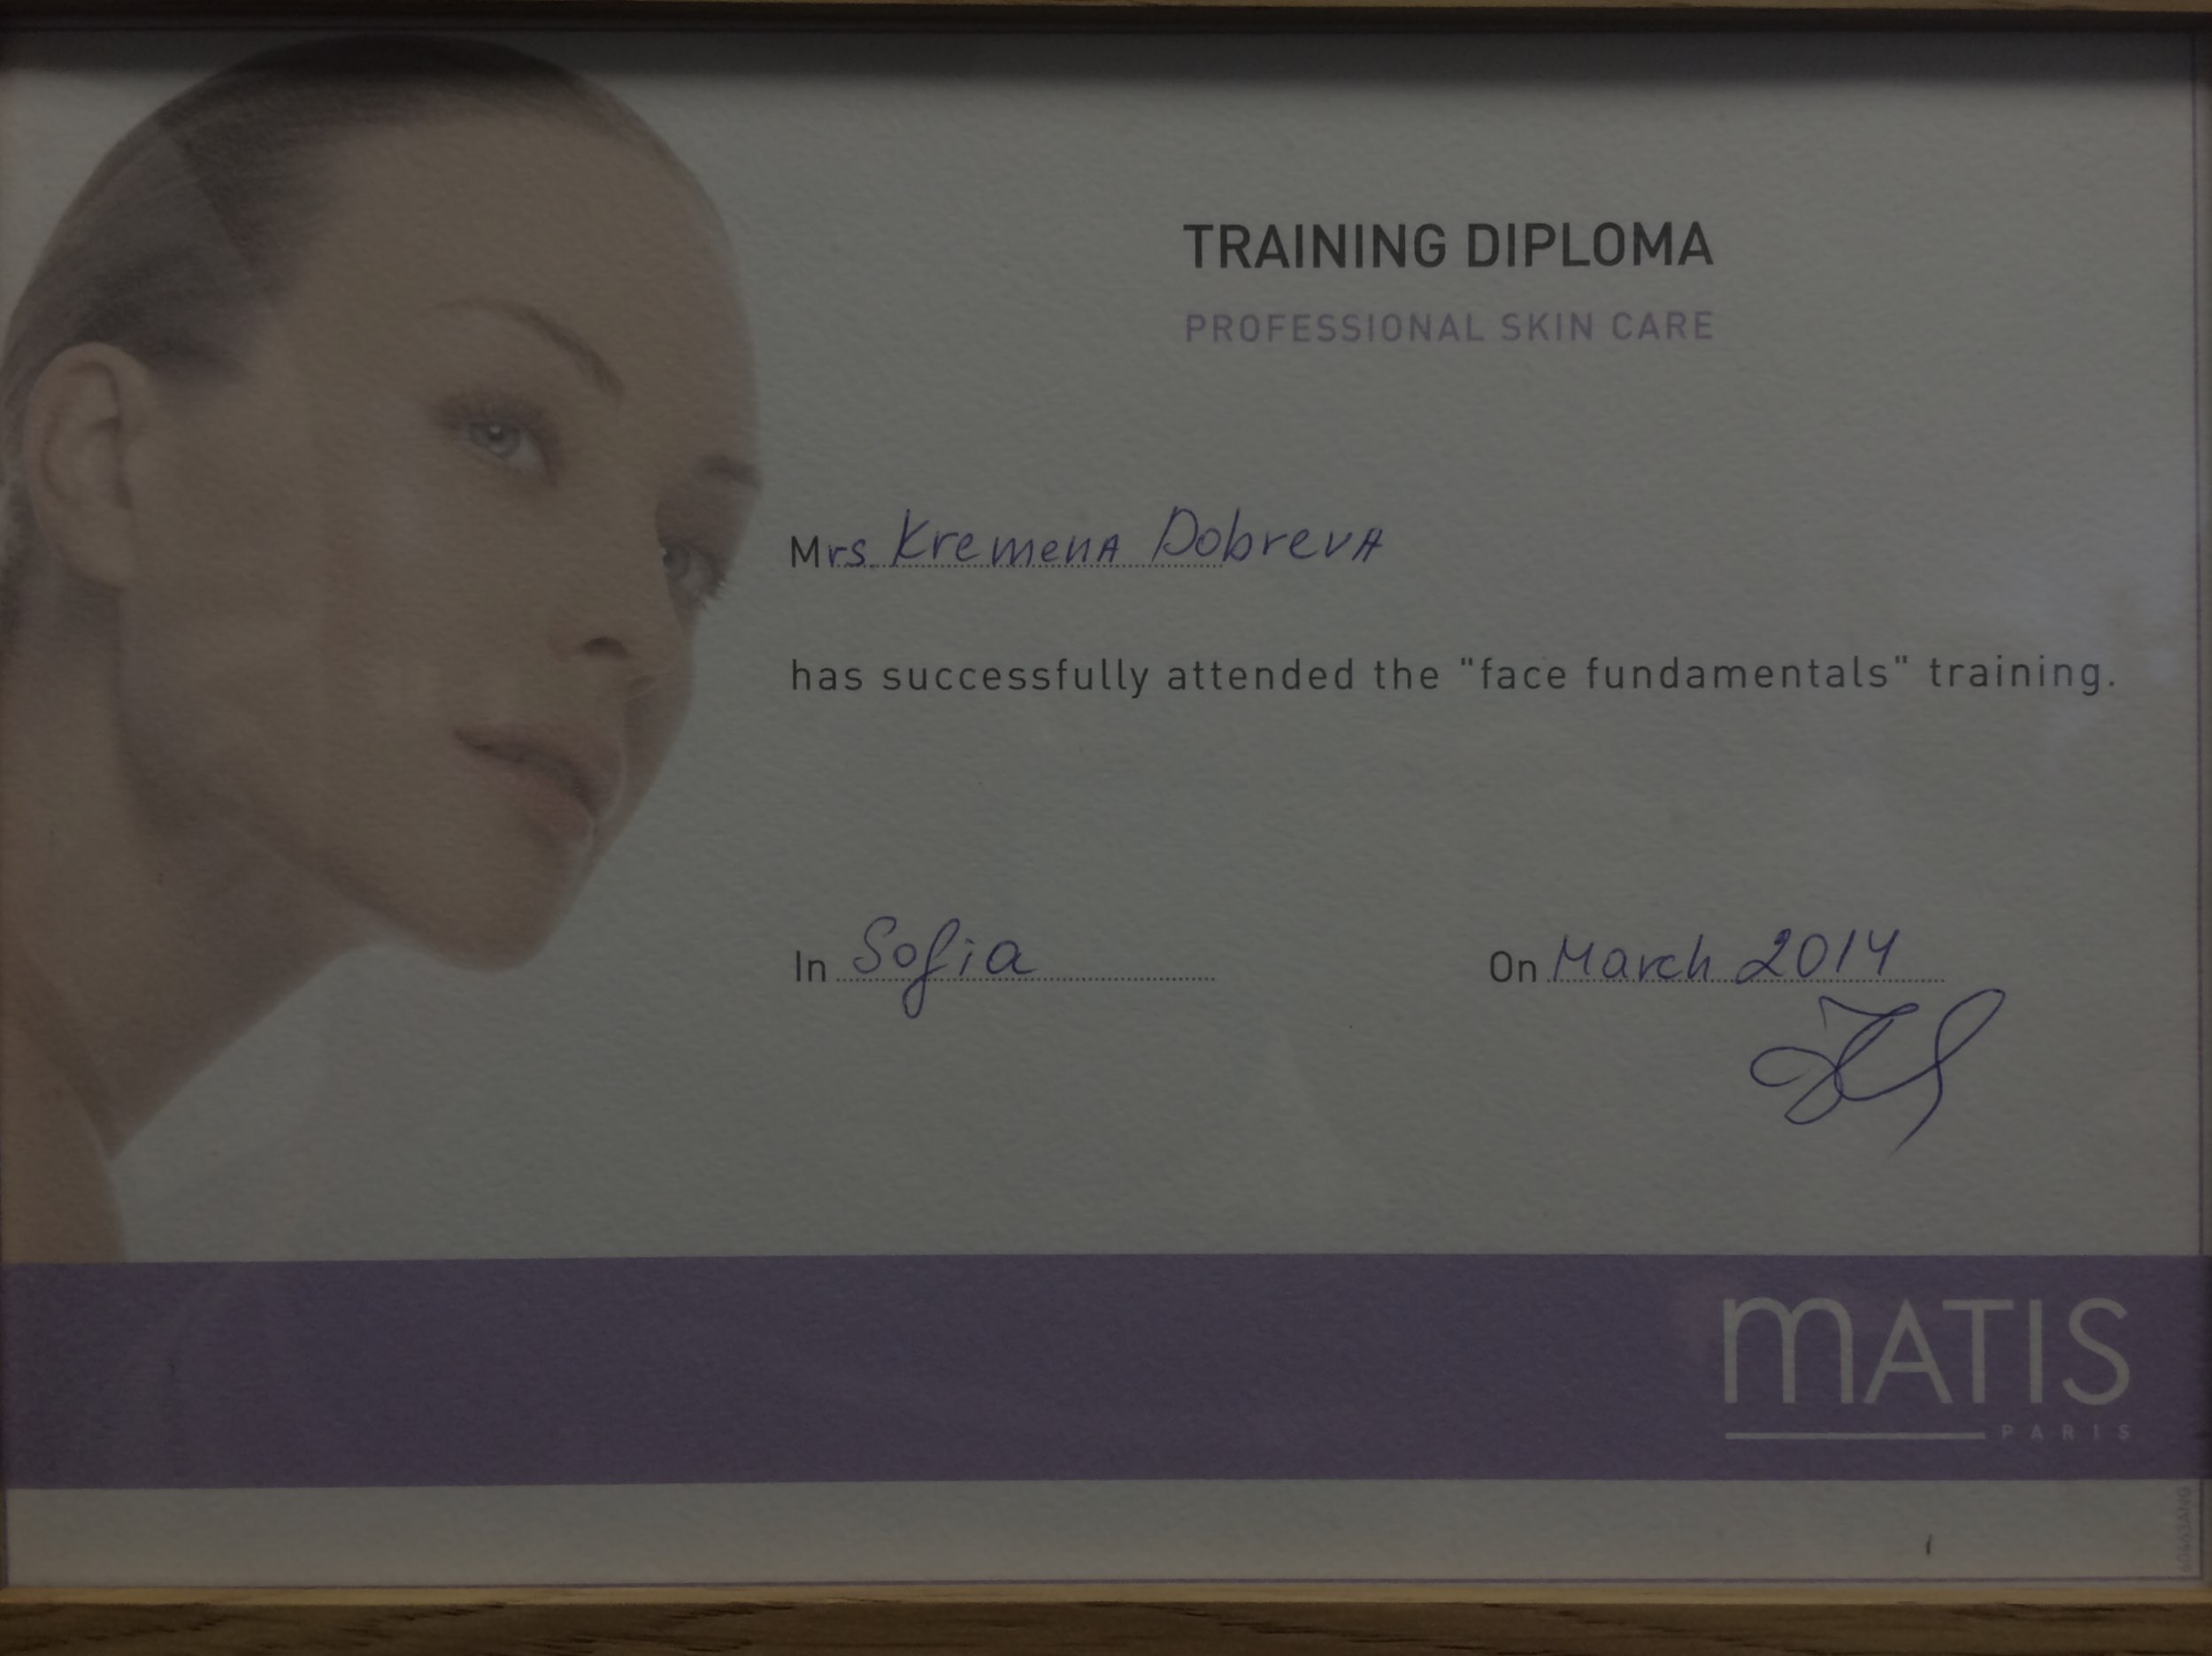 TRAINING DIPLOMA
PROFESSIONAL SKIN CARE
Mrs. Kremena Dobreva
has successfully attended the "face fundamentals" training.
In Sofia On March 2014
mATIS
PARIS